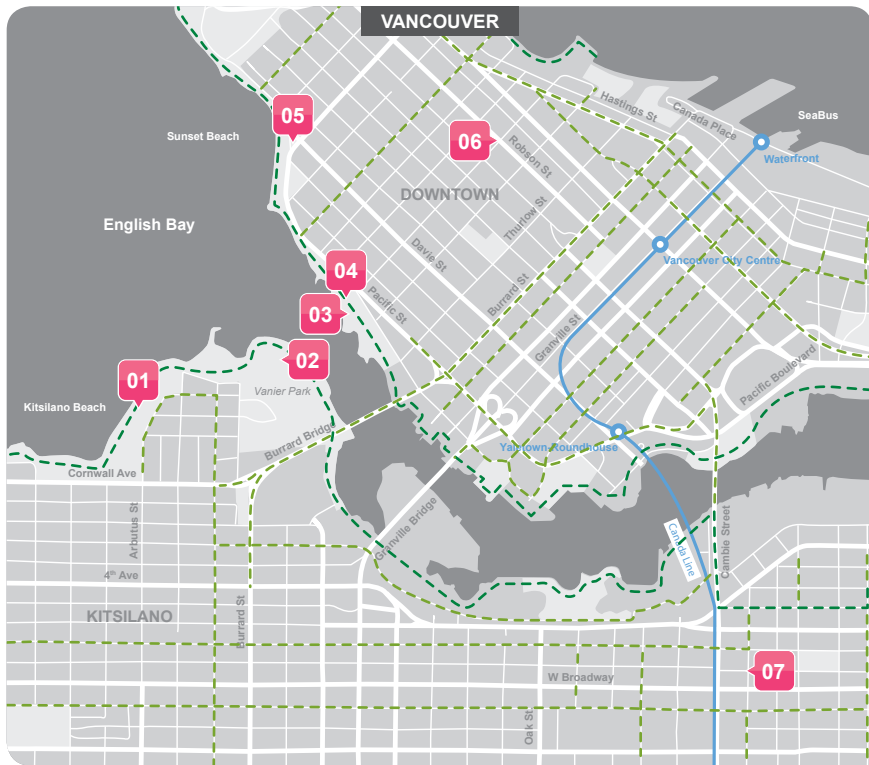 VANCOUVER
Hastings St
Canada Place
SeaBus
05
Sunset Beach
06
Robson St
Waterfront
DOWNTOWN
English Bay
Thurlow St
Davie St
Vancouver City Centre
04
Burrard St
Pacific St
03
Granville St
02
01
Vanier Park
Pacific Boulevard
Kitsilano Beach
Burrard Bridge
Yaletown-Roundhouse
Cornwall Ave
Arbutus St
Granville Bridge
Canada Line
Cambie Street
4th Ave
KITSILANO
Burrard St
07
W Broadway
Oak St